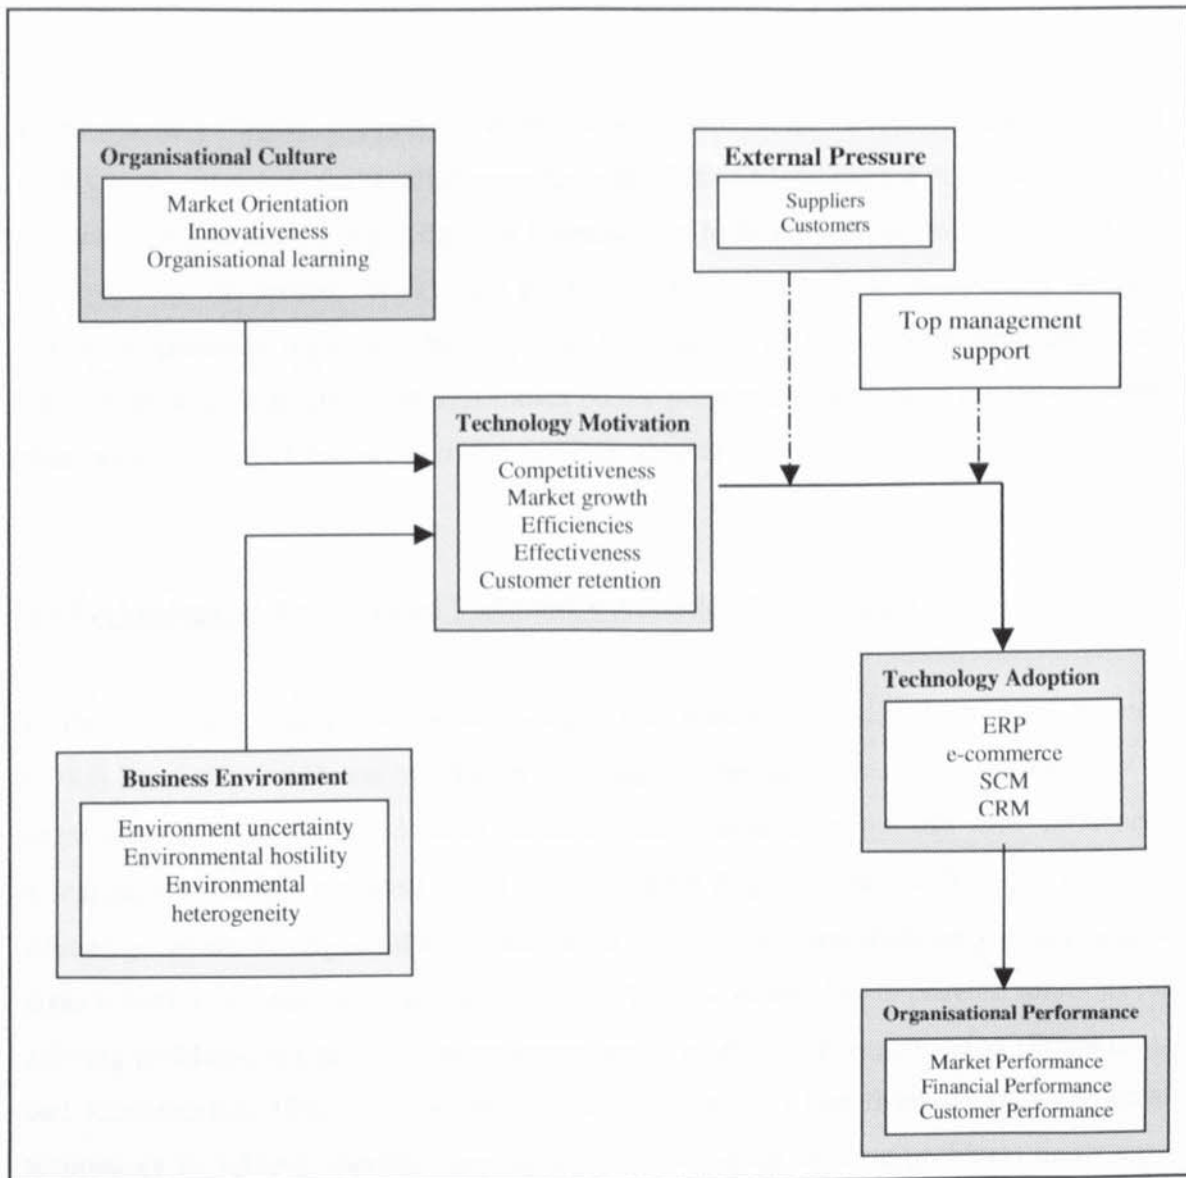 Organisational Culture
Market Orientation
Innovativeness
Organisational learning
External Pressure
Suppliers
Customers
Top management
support
Technology Motivation
Competitiveness
Market growth
Efficiencies
Effectiveness
Customer retention
Business Environment
Environment uncertainty
Environmental hostility
Environmental
heterogeneity
Technology Adoption
ERP
e-commerce
SCM
CRM
Organisational Performance
Market Performance
Financial Performance
Customer Performance